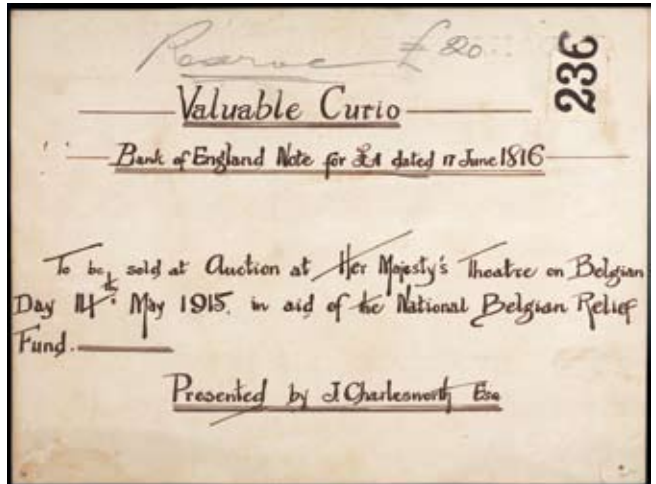 Reserve £20
236
Valuable Curio
Bank of England Note for £1 dated 17 June 1816
To be sold at Auction at Her Majesty's Theatre on Belgian
Day 14th May 1915, in aid of the National Belgian Relief
Fund.
Presented by J. Charlesworth Esq